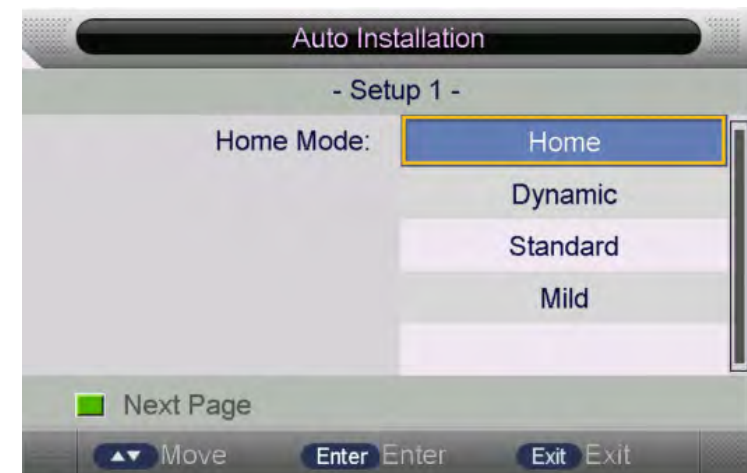 Auto Installation
- Setup 1 -
Home Mode: Home
Dynamic
Standard
Mild
Next Page
Move Enter Enter Exit Exit